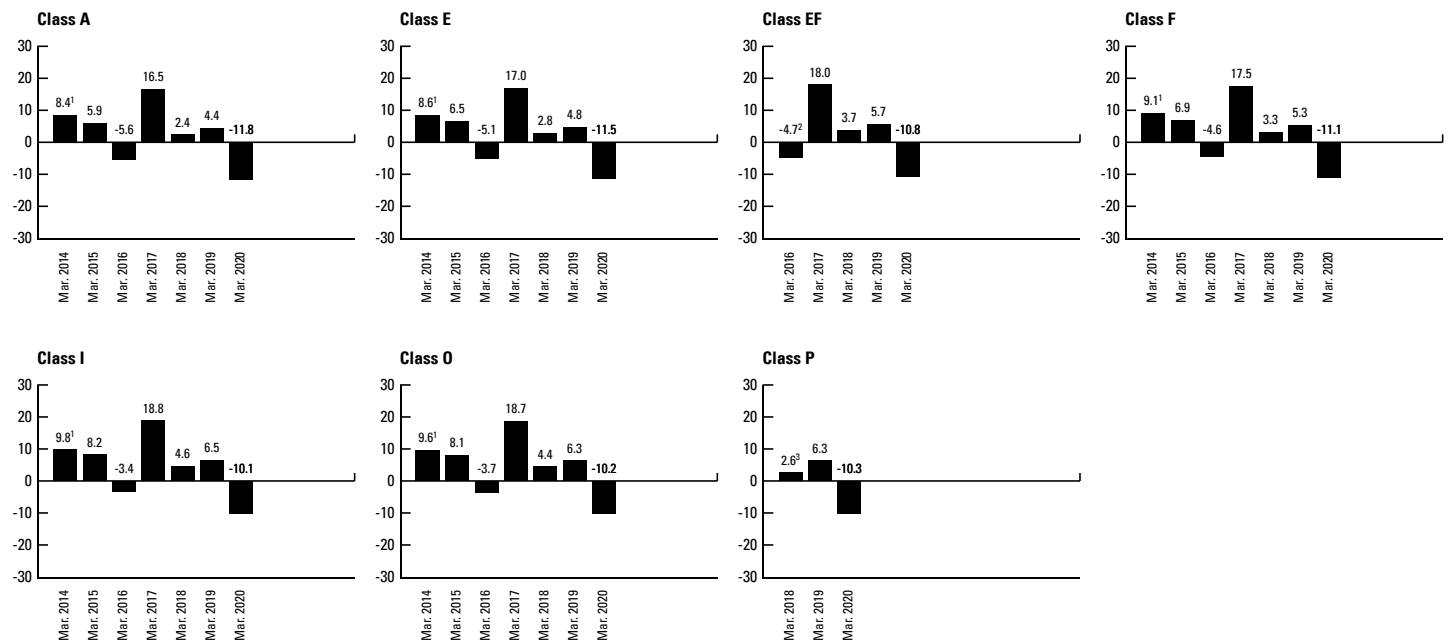 Class A
30
20
10
0
-10
-20
-30
8.4¹
5.9
-5.6
16.5
2.4
4.4
-11.8
Mar. 2014
Mar. 2015
Mar. 2016
Mar. 2017
Mar. 2018
Mar. 2019
Mar. 2020
Class E
30
20
10
0
-10
-20
-30
8.6¹
6.5
-5.1
17.0
2.8
4.8
-11.5
Mar. 2014
Mar. 2015
Mar. 2016
Mar. 2017
Mar. 2018
Mar. 2019
Mar. 2020
Class EF
30
20
10
0
-10
-20
-30
-4.7²
18.0
3.7
5.7
-10.8
Mar. 2016
Mar. 2017
Mar. 2018
Mar. 2019
Mar. 2020
Class F
30
20
10
0
-10
-20
-30
9.1¹
6.9
-4.6
17.5
3.3
5.3
-11.1
Mar. 2014
Mar. 2015
Mar. 2016
Mar. 2017
Mar. 2018
Mar. 2019
Mar. 2020
Class I
30
20
10
0
-10
-20
-30
9.8¹
8.2
-3.4
18.8
4.6
6.5
-10.1
Mar. 2014
Mar. 2015
Mar. 2016
Mar. 2017
Mar. 2018
Mar. 2019
Mar. 2020
Class O
30
20
10
0
-10
-20
-30
9.6¹
8.1
-3.7
18.7
4.4
6.3
-10.2
Mar. 2014
Mar. 2015
Mar. 2016
Mar. 2017
Mar. 2018
Mar. 2019
Mar. 2020
Class P
30
20
10
0
-10
-20
-30
2.6³
6.3
-10.3
Mar. 2018
Mar. 2019
Mar. 2020